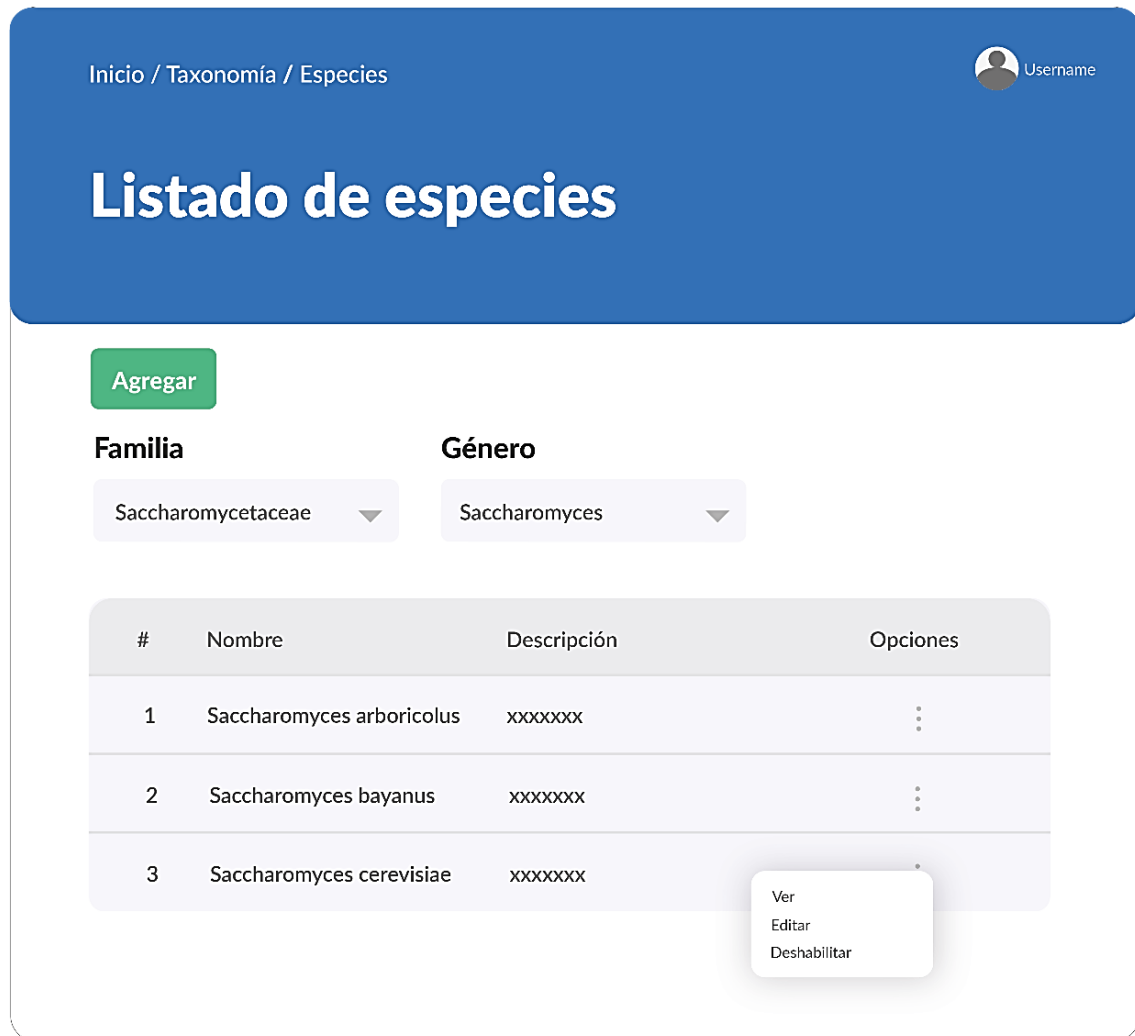 Inicio / Taxonomía / Especies
Username
Listado de especies
Agregar
Familia Género
Saccharomycetaceae Saccharomyces
# Nombre Descripción Opciones
1 Saccharomyces arboricolus xxxxxxx
2 Saccharomyces bayanus xxxxxxx
3 Saccharomyces cerevisiae xxxxxxx
Ver
Editar
Deshabilitar